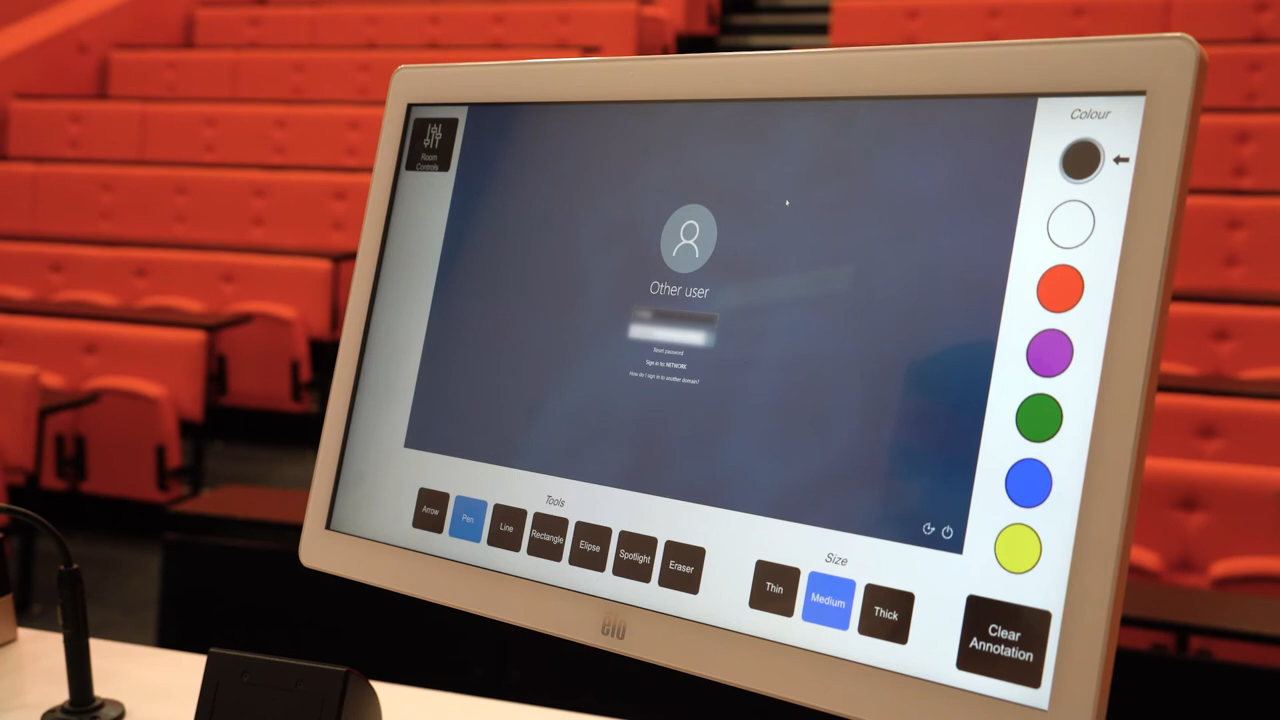 Colour
Room
Controls
Other user
Reset password
Sign in to: NETWORK
How do I sign in to another domain?
Tools
Arrow
Pen
Line
Rectangle
Elipse
Spotlight
Eraser
Size
Thin
Medium
Thick
Clear
Annotation
elo